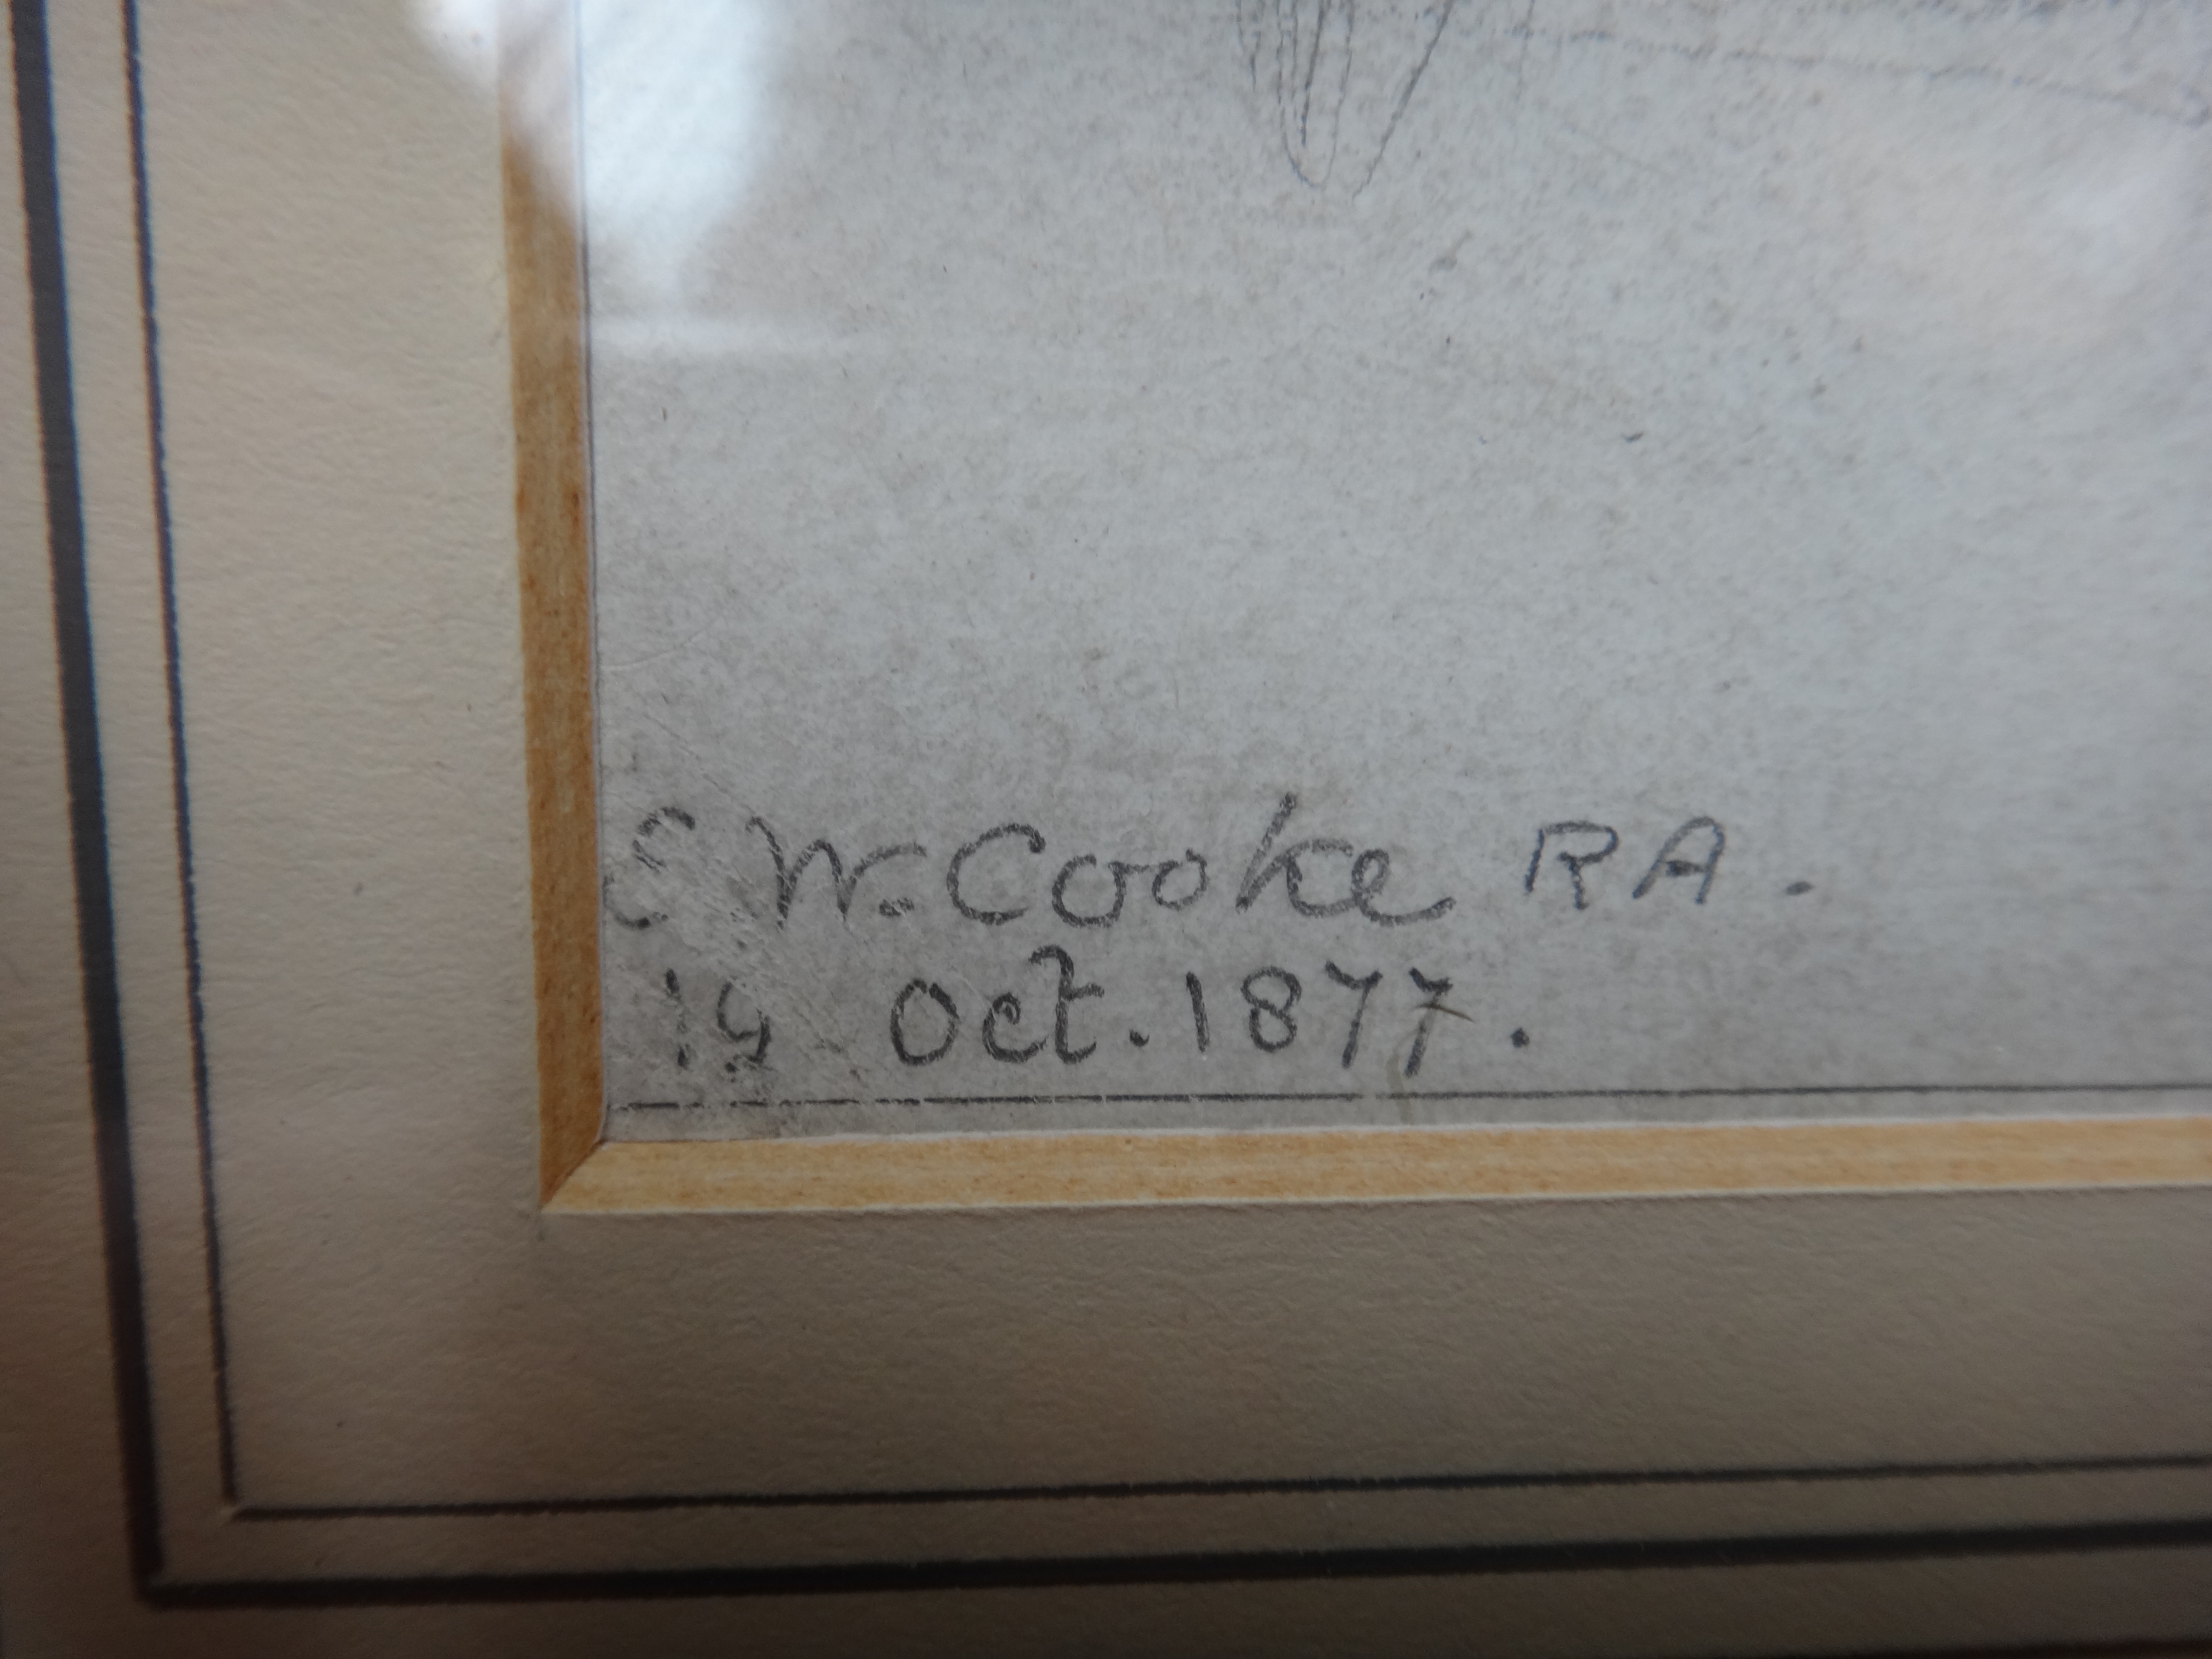 E. W. Cooke RA.
19 Oct. 1877.